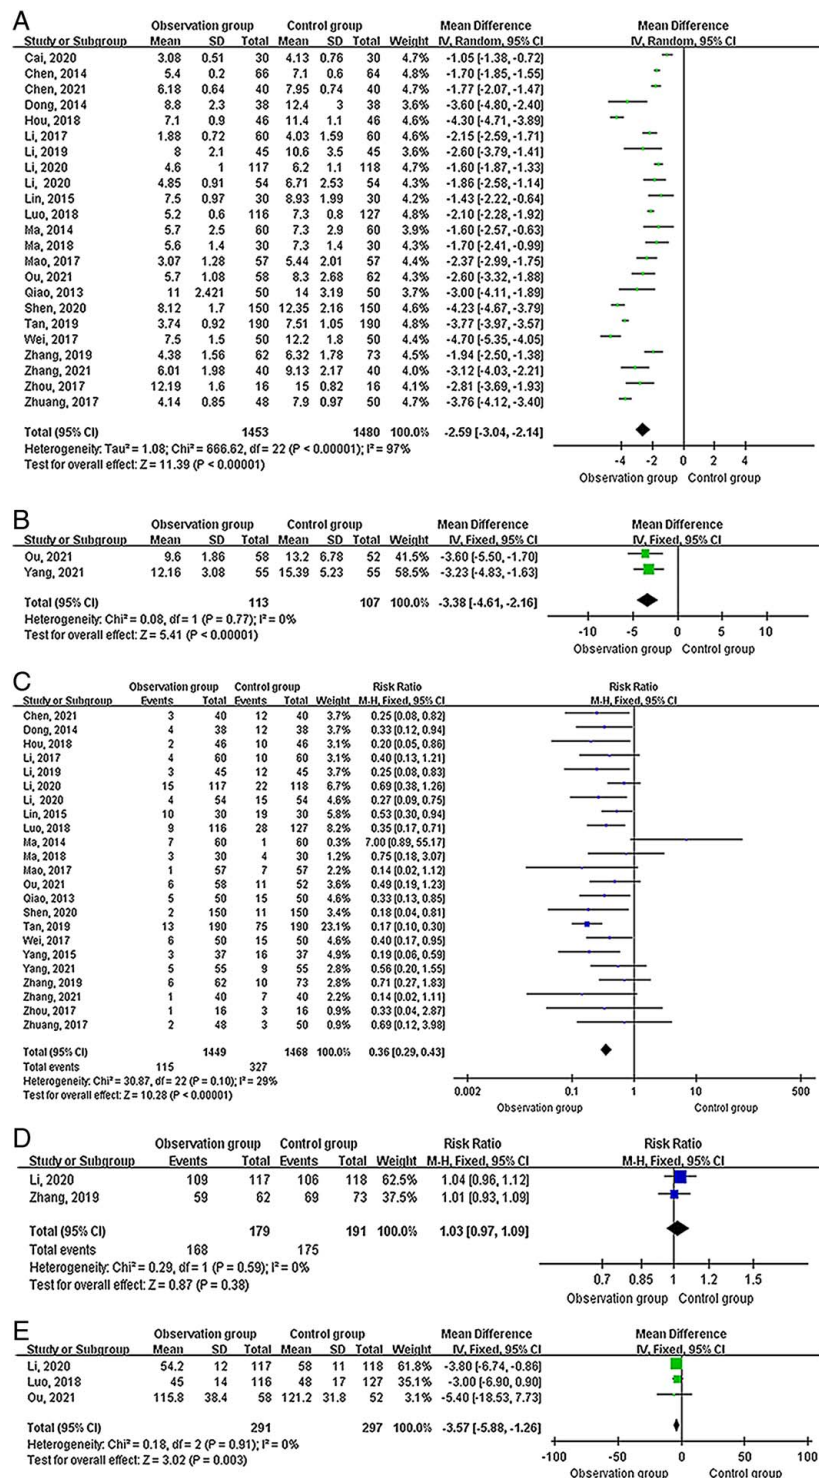 A
Observation group Control group Mean Difference Mean Difference
Study or Subgroup Mean SD Total Mean SD Total Weight IV, Random, 95% CI IV, Random, 95% CI
Cai, 2020 3.08 0.51 30 4.13 0.76 30 4.7% -1.05 [-1.38, -0.72]
Chen, 2014 5.4 0.2 66 7.1 0.6 64 4.8% -1.70 [-1.85, -1.55]
Chen, 2021 6.18 0.64 40 7.95 0.74 40 4.8% -1.77 [-2.07, -1.47]
Dong, 2014 8.8 2.3 38 12.4 3 38 3.7% -3.60 [-4.80, -2.40]
Hou, 2018 7.1 0.9 46 11.4 1.1 46 4.7% -4.30 [-4.71, -3.89]
Li, 2017 1.88 0.72 60 4.03 1.59 60 4.7% -2.15 [-2.59, -1.71]
Li, 2019 8 2.1 45 10.6 3.5 45 3.7% -2.60 [-3.79, -1.41]
Li, 2020 4.6 1 117 6.2 1.1 118 4.8% -1.60 [-1.87, -1.33]
Li, 2020 4.85 0.91 54 6.71 2.53 54 4.3% -1.86 [-2.58, -1.14]
Lin, 2015 7.5 0.97 30 8.93 1.99 30 4.3% -1.43 [-2.22, -0.64]
Luo, 2018 5.2 0.6 116 7.3 0.8 127 4.8% -2.10 [-2.28, -1.92]
Ma, 2014 5.7 2.5 60 7.3 2.9 60 4.0% -1.60 [-2.57, -0.63]
Ma, 2018 5.6 1.4 30 7.3 1.4 30 4.4% -1.70 [-2.41, -0.99]
Mao, 2017 3.07 1.28 57 5.44 2.01 57 4.5% -2.37 [-2.99, -1.75]
Ou, 2021 5.7 1.08 58 8.3 2.68 62 4.3% -2.60 [-3.32, -1.88]
Qiao, 2013 11 2.421 50 14 3.19 50 3.8% -3.00 [-4.11, -1.89]
Shen, 2020 8.12 1.7 150 12.35 2.16 150 4.6% -4.23 [-4.67, -3.79]
Tan, 2019 3.74 0.92 190 7.51 1.05 190 4.8% -3.77 [-3.97, -3.57]
Wei, 2017 7.5 1.5 50 12.2 1.8 50 4.4% -4.70 [-5.35, -4.05]
Zhang, 2019 4.38 1.56 62 6.32 1.78 73 4.5% -1.94 [-2.50, -1.38]
Zhang, 2021 6.01 1.98 40 9.13 2.17 40 4.1% -3.12 [-4.03, -2.21]
Zhou, 2017 12.19 1.6 16 15 0.82 16 4.1% -2.81 [-3.69, -1.93]
Zhuang, 2017 4.14 0.85 48 7.9 0.97 50 4.7% -3.76 [-4.12, -3.40]
Total (95% CI) 1453 1480 100.0% -2.59 [-3.04, -2.14]
Heterogeneity: Tau² = 1.08; Chi² = 666.62, df = 22 (P < 0.00001); I² = 97%
Test for overall effect: Z = 11.39 (P < 0.00001)
-4 -2 0 2 4
Observation group Control group
B
Observation group Control group Mean Difference Mean Difference
Study or Subgroup Mean SD Total Mean SD Total Weight IV, Fixed, 95% CI IV, Fixed, 95% CI
Ou, 2021 9.6 1.86 58 13.2 6.78 52 41.5% -3.60 [-5.50, -1.70]
Yang, 2021 12.16 3.08 55 15.39 5.23 55 58.5% -3.23 [-4.83, -1.63]
Total (95% CI) 113 107 100.0% -3.38 [-4.61, -2.16]
Heterogeneity: Chi² = 0.08, df = 1 (P = 0.77); I² = 0%
Test for overall effect: Z = 5.41 (P < 0.00001)
-10 -5 0 5 10
Observation group Control group
C
Observation group Control group Risk Ratio Risk Ratio
Study or Subgroup Events Total Events Total Weight M-H, Fixed, 95% CI M-H, Fixed, 95% CI
Chen, 2021 3 40 12 40 3.7% 0.25 [0.08, 0.82]
Dong, 2014 4 38 12 38 3.7% 0.33 [0.12, 0.94]
Hou, 2018 2 46 10 46 3.1% 0.20 [0.05, 0.86]
Li, 2017 4 60 10 60 3.1% 0.40 [0.13, 1.21]
Li, 2019 3 45 12 45 3.7% 0.25 [0.08, 0.83]
Li, 2020 15 117 22 118 6.7% 0.69 [0.38, 1.26]
Li, 2020 4 54 15 54 4.6% 0.27 [0.09, 0.75]
Lin, 2015 10 30 19 30 5.8% 0.53 [0.30, 0.94]
Luo, 2018 9 116 28 127 8.2% 0.35 [0.17, 0.71]
Ma, 2014 7 60 1 60 0.3% 7.00 [0.89, 55.17]
Ma, 2018 3 30 4 30 1.2% 0.75 [0.18, 3.07]
Mao, 2017 1 57 7 57 2.2% 0.14 [0.02, 1.12]
Ou, 2021 6 58 11 52 3.6% 0.49 [0.19, 1.23]
Qiao, 2013 5 50 15 50 4.6% 0.33 [0.13, 0.85]
Shen, 2020 2 150 11 150 3.4% 0.18 [0.04, 0.81]
Tan, 2019 13 190 75 190 23.1% 0.17 [0.10, 0.30]
Wei, 2017 6 50 15 50 4.6% 0.40 [0.17, 0.95]
Yang, 2015 3 37 16 37 4.9% 0.19 [0.06, 0.59]
Yang, 2021 5 55 9 55 2.8% 0.56 [0.20, 1.55]
Zhang, 2019 6 62 10 73 2.8% 0.71 [0.27, 1.83]
Zhang, 2021 1 40 7 40 2.2% 0.14 [0.02, 1.11]
Zhou, 2017 1 16 3 16 0.9% 0.33 [0.04, 2.87]
Zhuang, 2017 2 48 3 50 0.9% 0.69 [0.12, 3.98]
Total (95% CI) 1449 1468 100.0% 0.36 [0.29, 0.43]
Total events 115 327
Heterogeneity: Chi² = 30.87, df = 22 (P = 0.10); I² = 29%
Test for overall effect: Z = 10.28 (P < 0.00001)
0.002 0.1 1 10 500
Observation group Control group
D
Observation group Control group Risk Ratio Risk Ratio
Study or Subgroup Events Total Events Total Weight M-H, Fixed, 95% CI M-H, Fixed, 95% CI
Li, 2020 109 117 106 118 62.5% 1.04 [0.96, 1.12]
Zhang, 2019 59 62 69 73 37.5% 1.01 [0.93, 1.09]
Total (95% CI) 179 191 100.0% 1.03 [0.97, 1.09]
Total events 168 175
Heterogeneity: Chi² = 0.29, df = 1 (P = 0.59); I² = 0%
Test for overall effect: Z = 0.87 (P = 0.38)
0.7 0.85 1 1.2 1.5
Observation group Control group
E
Observation group Control group Mean Difference Mean Difference
Study or Subgroup Mean SD Total Mean SD Total Weight IV, Fixed, 95% CI IV, Fixed, 95% CI
Li, 2020 54.2 12 117 58 11 118 61.8% -3.80 [-6.74, -0.86]
Luo, 2018 45 14 116 48 17 127 35.1% -3.00 [-6.90, 0.90]
Ou, 2021 115.8 38.4 58 121.2 31.8 52 3.1% -5.40 [-18.53, 7.73]
Total (95% CI) 291 297 100.0% -3.57 [-5.88, -1.26]
Heterogeneity: Chi² = 0.18, df = 2 (P = 0.91); I² = 0%
Test for overall effect: Z = 3.02 (P = 0.003)
-100 -50 0 50 100
Observation group Control group